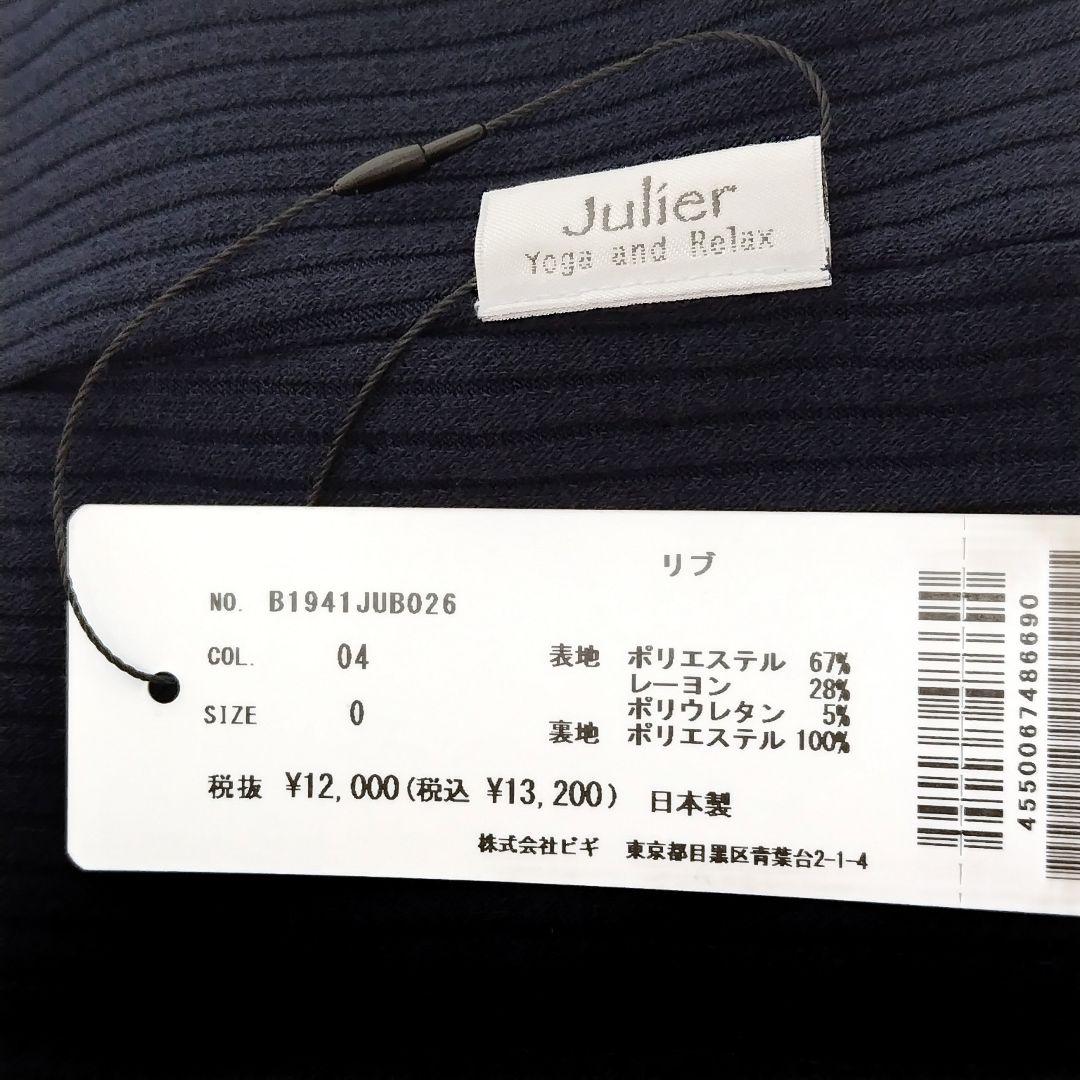 Julier
Yoga and Relax
リブ
NO. B1941JUB026
COL. 04
SIZE 0
表地 ポリエステル 67%
レーヨン 28%
ポリウレタン 5%
裏地 ポリエステル 100%
税抜 ¥12,000(税込 ¥13,200) 日本製
株式会社ビギ 東京都目黒区青葉台2-1-4
4550067486690